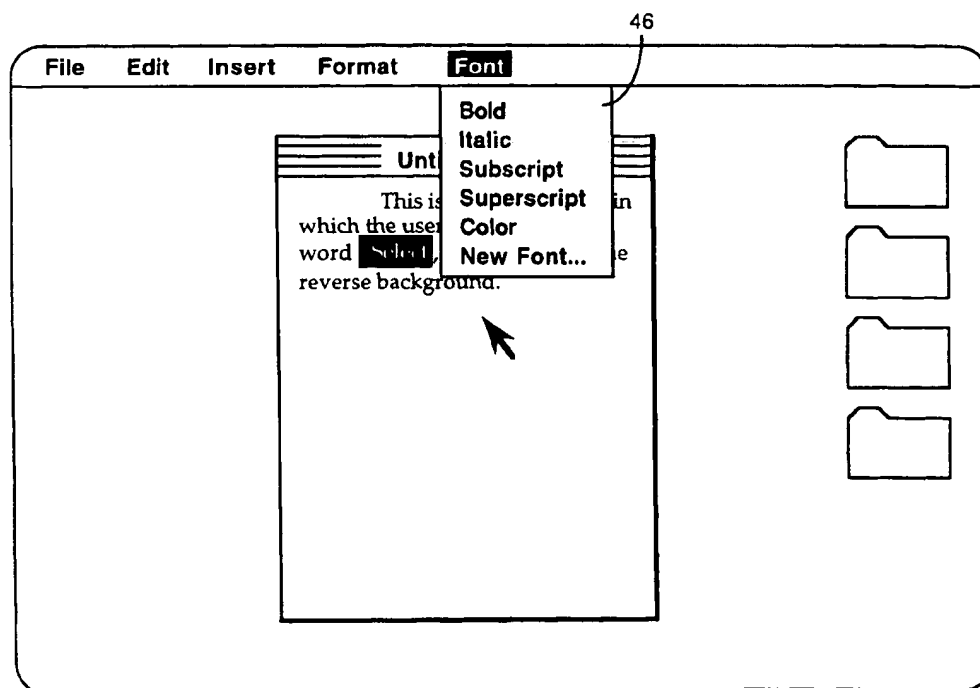 46
File Edit Insert Format Font
Bold
Italic
Subscript
Superscript
Color
New Font...
Unti
This is in
which the user
word Select, e
reverse background.